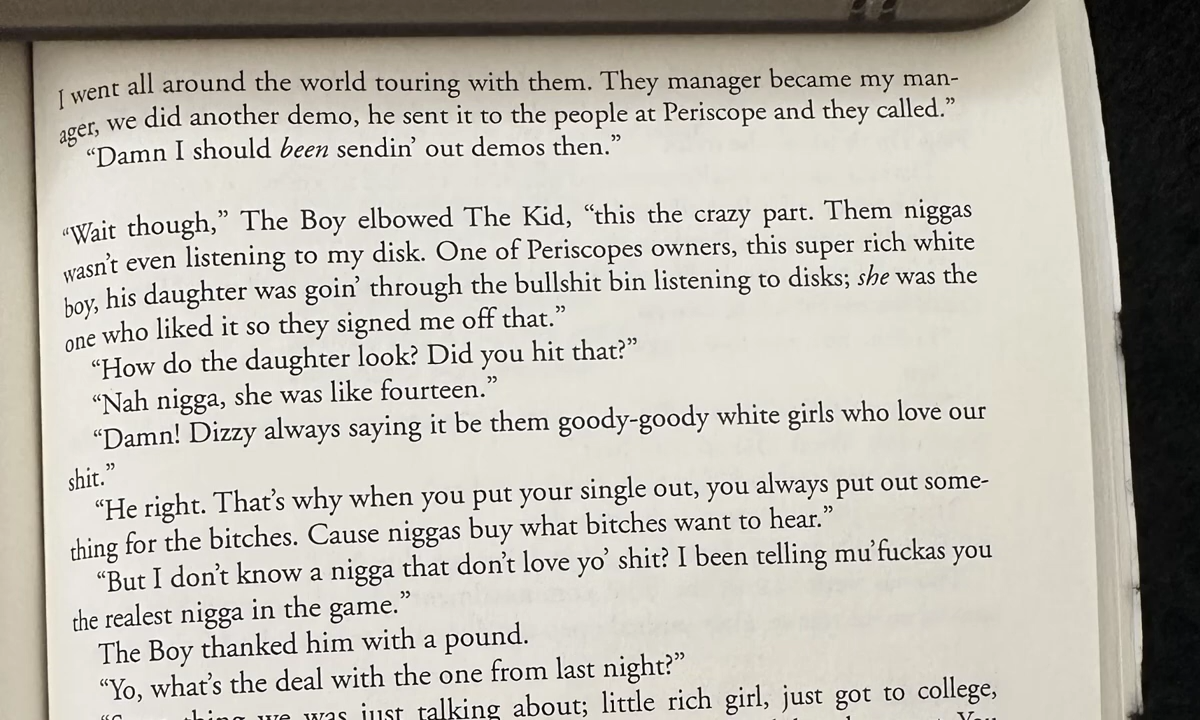 I went all around the world touring with them. They manager became my man-
ager, we did another demo, he sent it to the people at Periscope and they called.”
“Damn I should been sendin’ out demos then.”
“Wait though,” The Boy elbowed The Kid, “this the crazy part. Them niggas
wasn’t even listening to my disk. One of Periscopes owners, this super rich white
boy, his daughter was goin’ through the bullshit bin listening to disks; she was the
one who liked it so they signed me off that.”
“How do the daughter look? Did you hit that?”
“Nah nigga, she was like fourteen.”
“Damn! Dizzy always saying it be them goody-goody white girls who love our
shit.”
“He right. That’s why when you put your single out, you always put out some-
thing for the bitches. Cause niggas buy what bitches want to hear.”
“But I don’t know a nigga that don’t love yo’ shit? I been telling mu’fuckas you
the realest nigga in the game.”
The Boy thanked him with a pound.
“Yo, what’s the deal with the one from last night?”
we was just talking about; little rich girl, just got to college,